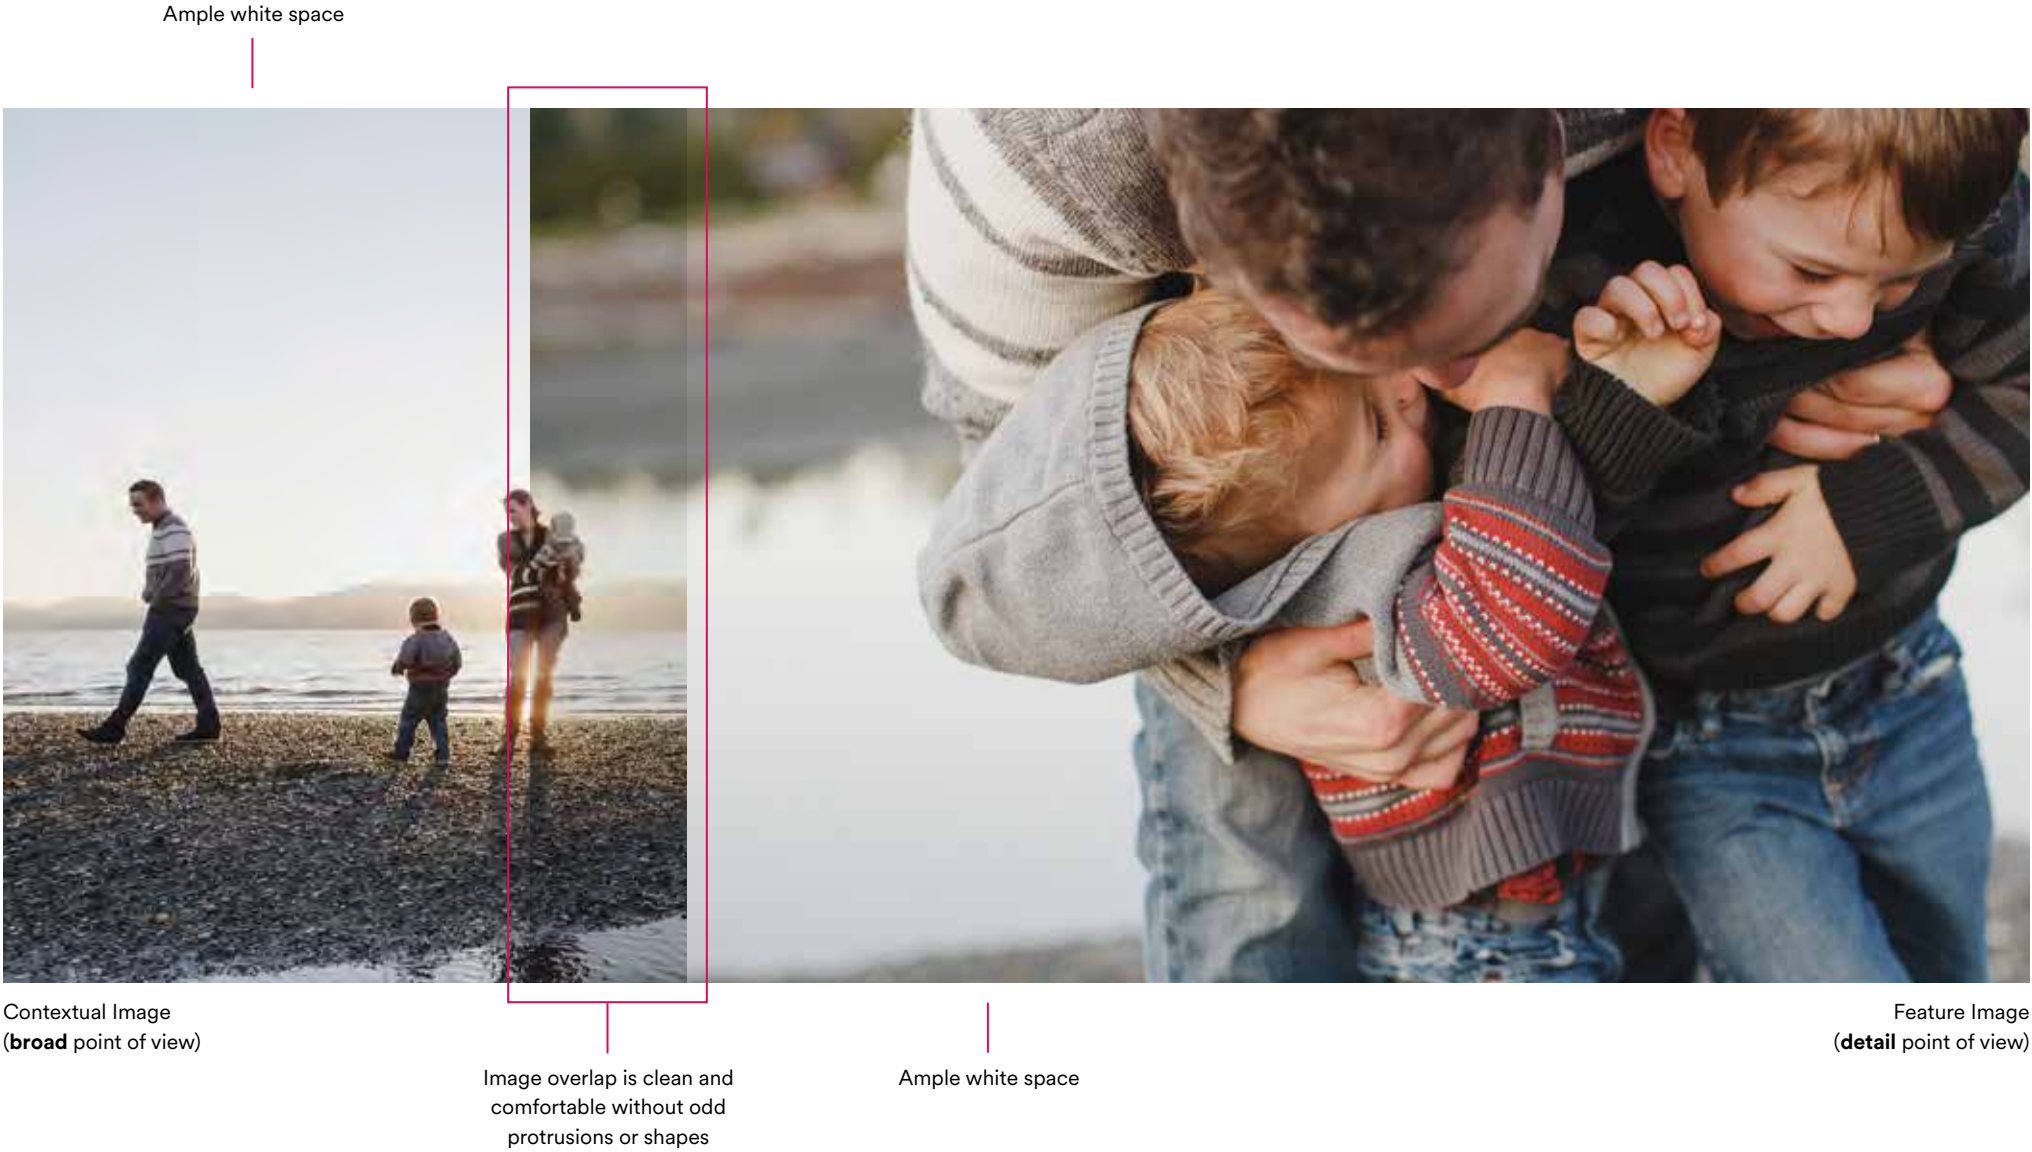 Ample white space
Contextual Image
(broad point of view)
Feature Image
(detail point of view)
Image overlap is clean and
comfortable without odd
protrusions or shapes
Ample white space